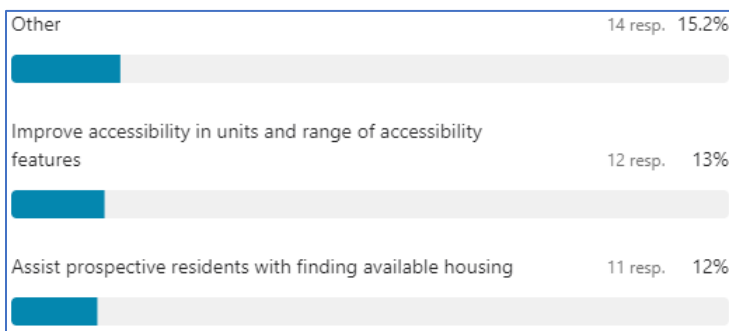 Other 14 resp. 15.2%
Improve accessibility in units and range of accessibility
features 12 resp. 13%
Assist prospective residents with finding available housing 11 resp. 12%